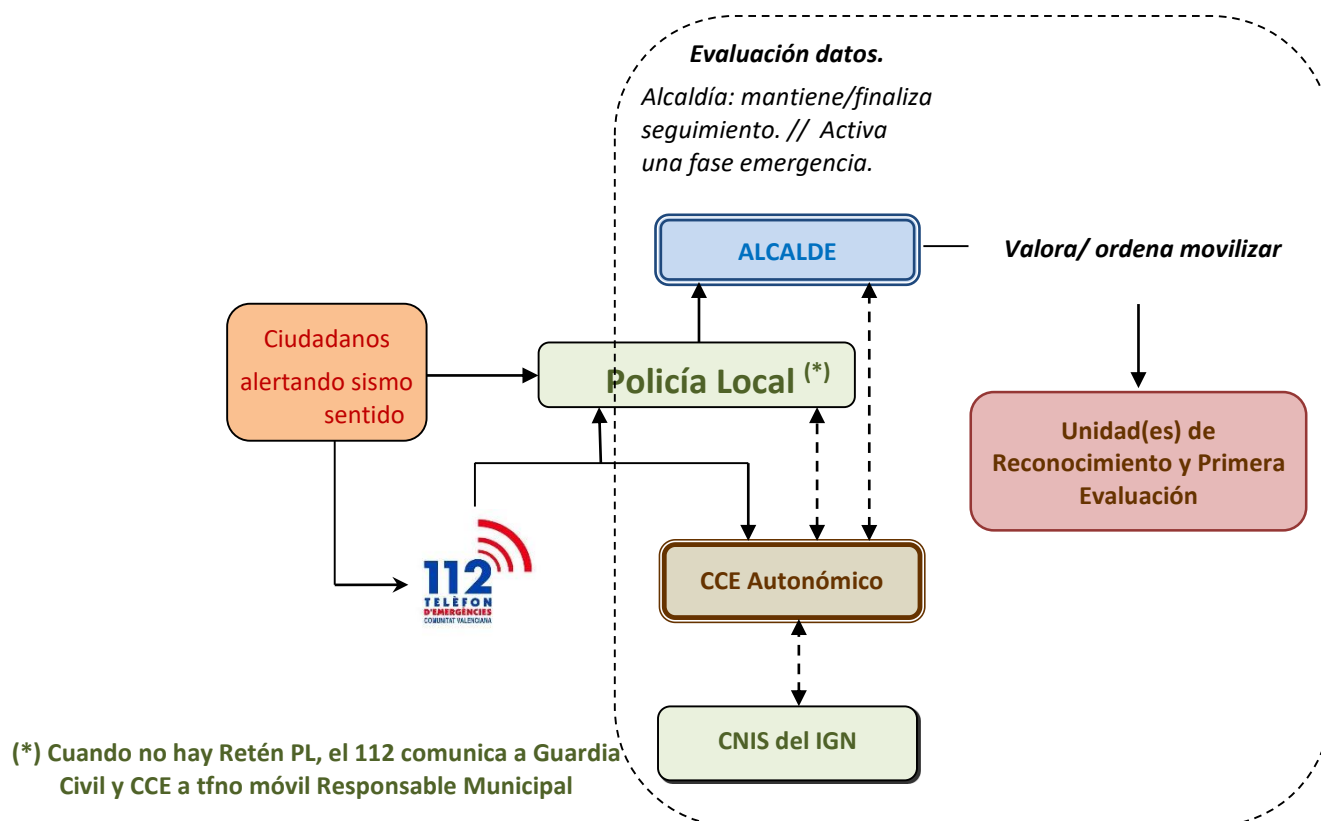 Evaluación datos.
Alcaldía: mantiene/finaliza
seguimiento. // Activa
una fase emergencia.
ALCALDE
Valora/ ordena movilizar
Ciudadanos
alertando sismo
sentido
Policía Local (*)
Unidad(es) de
Reconocimiento y Primera
Evaluación
112
TELÈFON
D'EMERGÈNCIES
COMUNITAT VALENCIANA
CCE Autonómico
CNIS del IGN
(*) Cuando no hay Retén PL, el 112 comunica a Guardia
Civil y CCE a tfno móvil Responsable Municipal